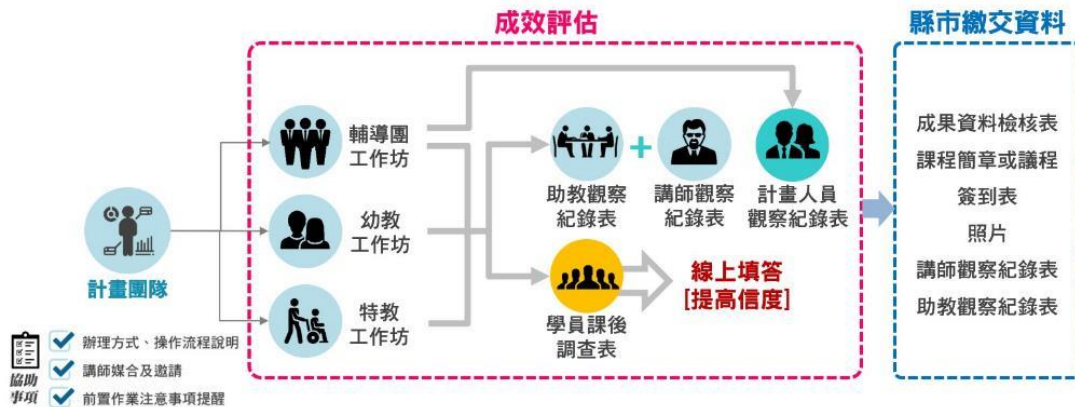 成效評估
縣市繳交資料
輔導團
工作坊
幼教
工作坊
特教
工作坊
計畫團隊
+
助教觀察
紀錄表
講師觀察
紀錄表
計畫人員
觀察紀錄表
學員課後
調查表
線上填答
[提高信度]
成果資料檢核表
課程簡章或議程
簽到表
照片
講師觀察紀錄表
助教觀察紀錄表
協助
事項
辦理方式、操作流程說明
講師媒合及邀請
前置作業注意事項提醒